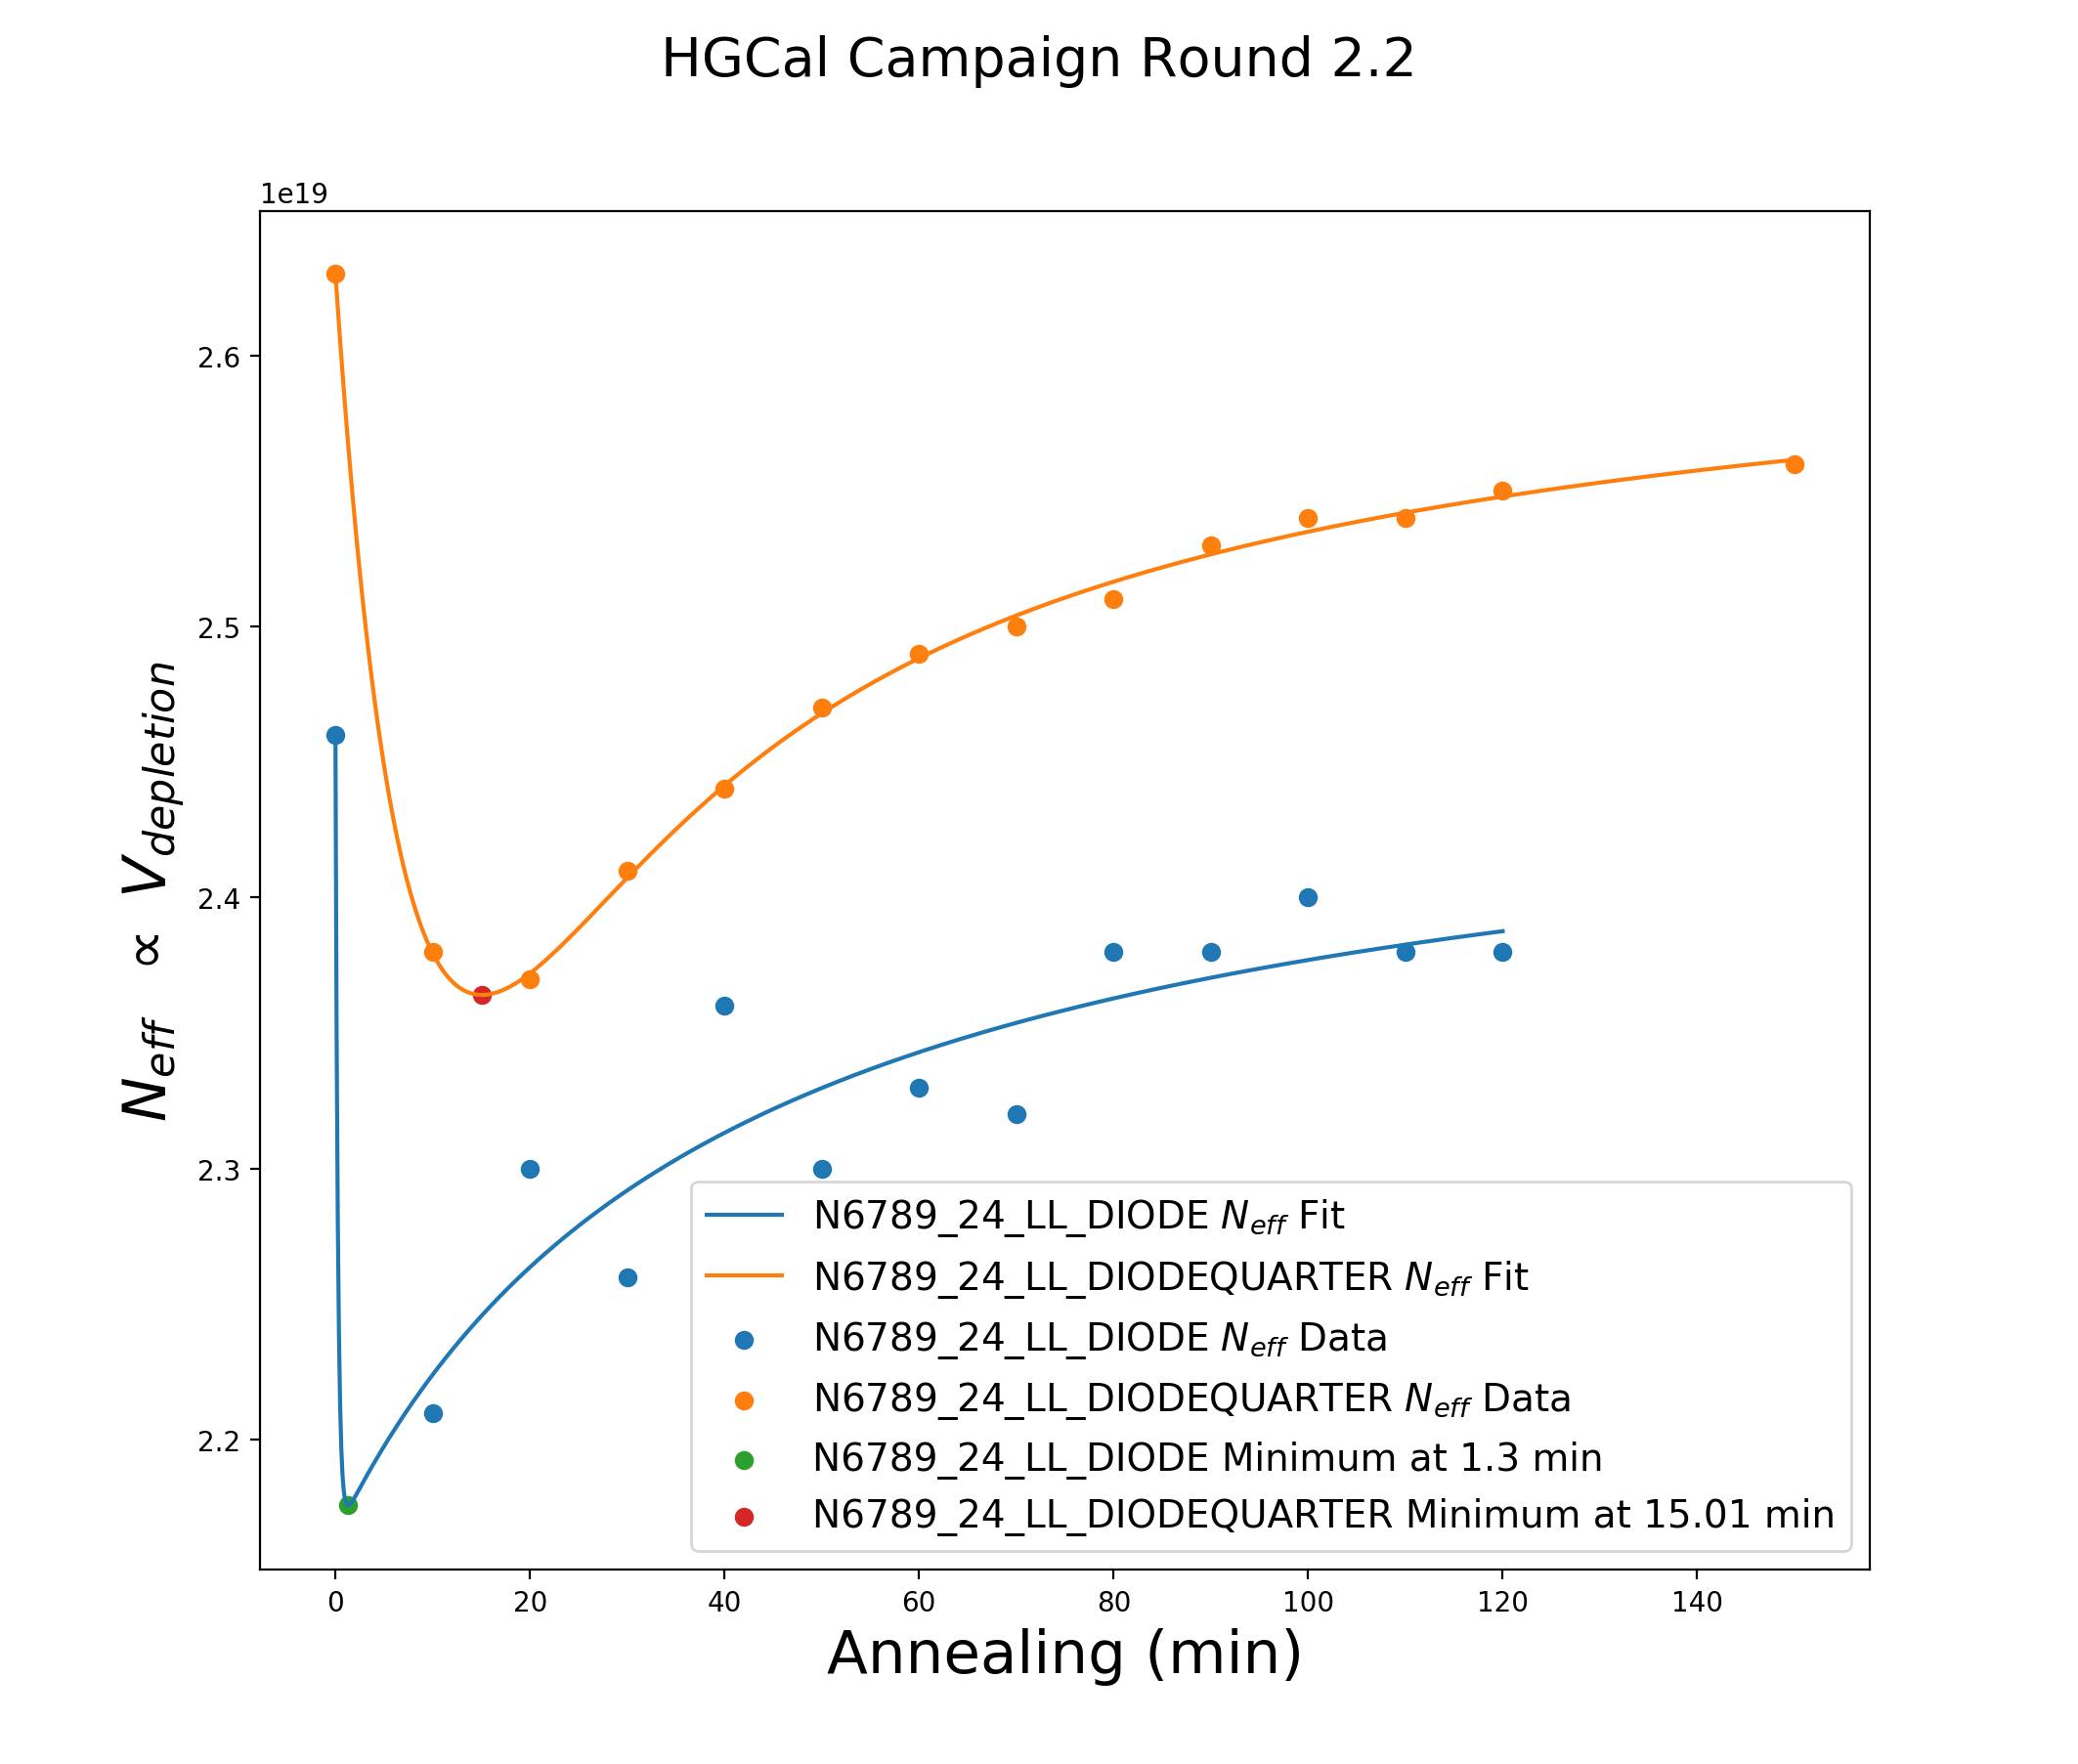 HGCal Campaign Round 2.2
1e19
2.6
2.5
2.4
2.3
2.2
N_eff ∝ V_depletion
N6789_24_LL_DIODE N_eff Fit
N6789_24_LL_DIODEQUARTER N_eff Fit
N6789_24_LL_DIODE N_eff Data
N6789_24_LL_DIODEQUARTER N_eff Data
N6789_24_LL_DIODE Minimum at 1.3 min
N6789_24_LL_DIODEQUARTER Minimum at 15.01 min
0 20 40 60 80 100 120 140
Annealing (min)